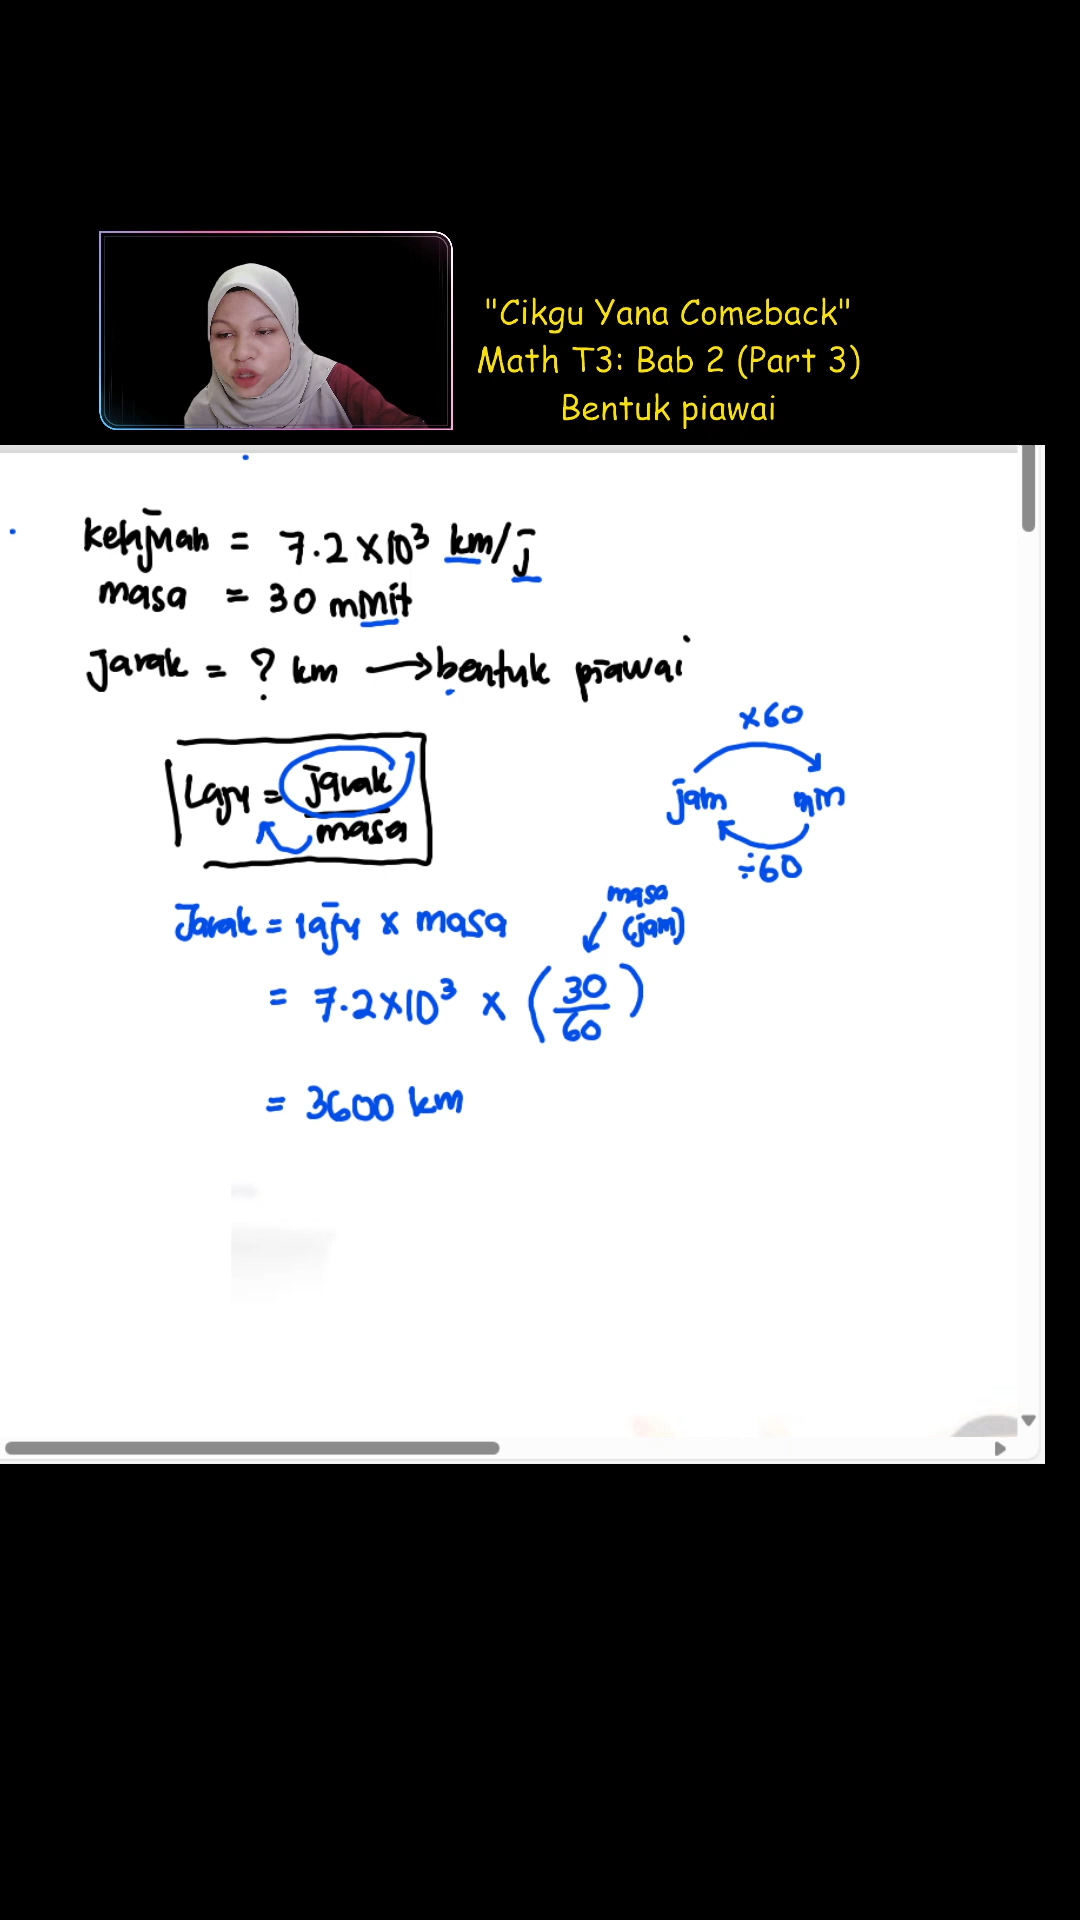 "Cikgu Yana Comeback"
Math T3: Bab 2 (Part 3)
Bentuk piawai
kelajuan = 7.2 × 10³ km/j
masa = 30 minit
Jarak = ? km → bentuk piawai
×60
Laju = jarak / masa
jam min
÷60
masa
(jam)
Jarak = laju × masa
= 7.2 × 10³ × (30/60)
= 3600 km